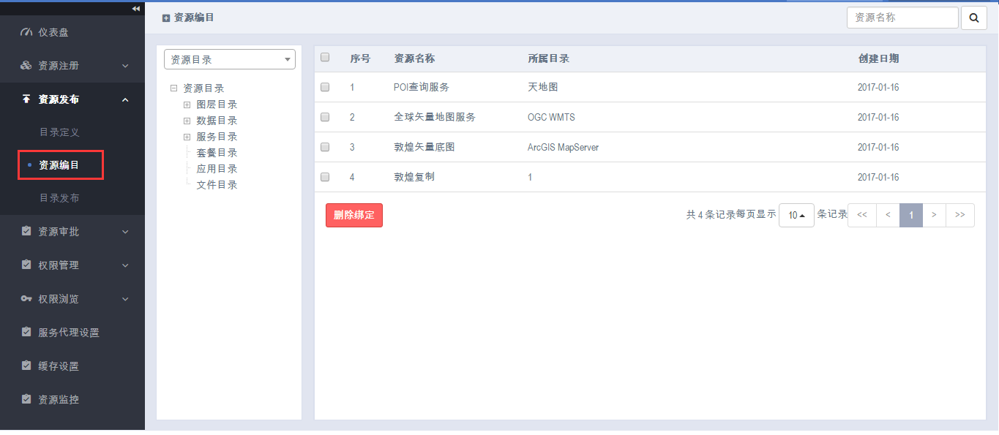 仪表盘
资源注册
资源发布
目录定义
资源编目
目录发布
资源审批
权限管理
权限浏览
服务代理设置
缓存设置
资源监控
资源编目
资源名称
资源目录
资源目录
图层目录
数据目录
服务目录
套餐目录
应用目录
文件目录
序号 资源名称 所属目录 创建日期
1 POI查询服务 天地图 2017-01-16
2 全球矢量地图服务 OGC WMTS 2017-01-16
3 敦煌矢量底图 ArcGIS MapServer 2017-01-16
4 敦煌复制 1 2017-01-16
删除绑定 共 4 条记录每页显示 10 条记录 << < 1 > >>